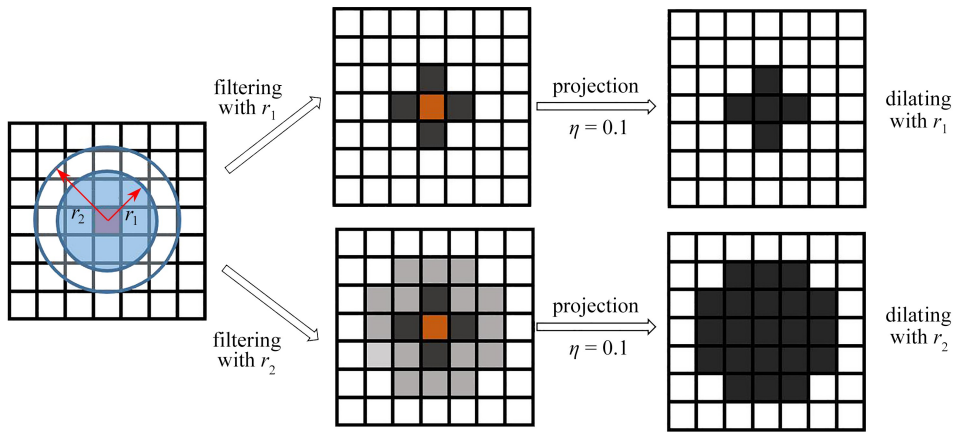 filtering
with r₁
projection
η = 0.1
dilating
with r₁
r₂
r₁
filtering
with r₂
projection
η = 0.1
dilating
with r₂